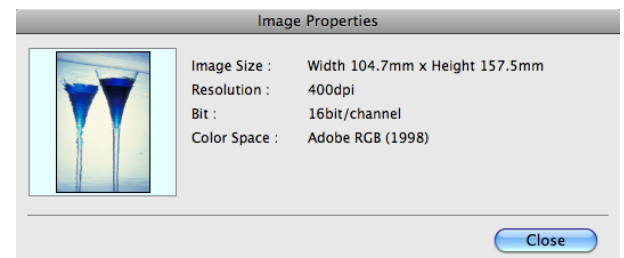 Image Properties
Image Size : Width 104.7mm x Height 157.5mm
Resolution : 400dpi
Bit : 16bit/channel
Color Space : Adobe RGB (1998)
Close